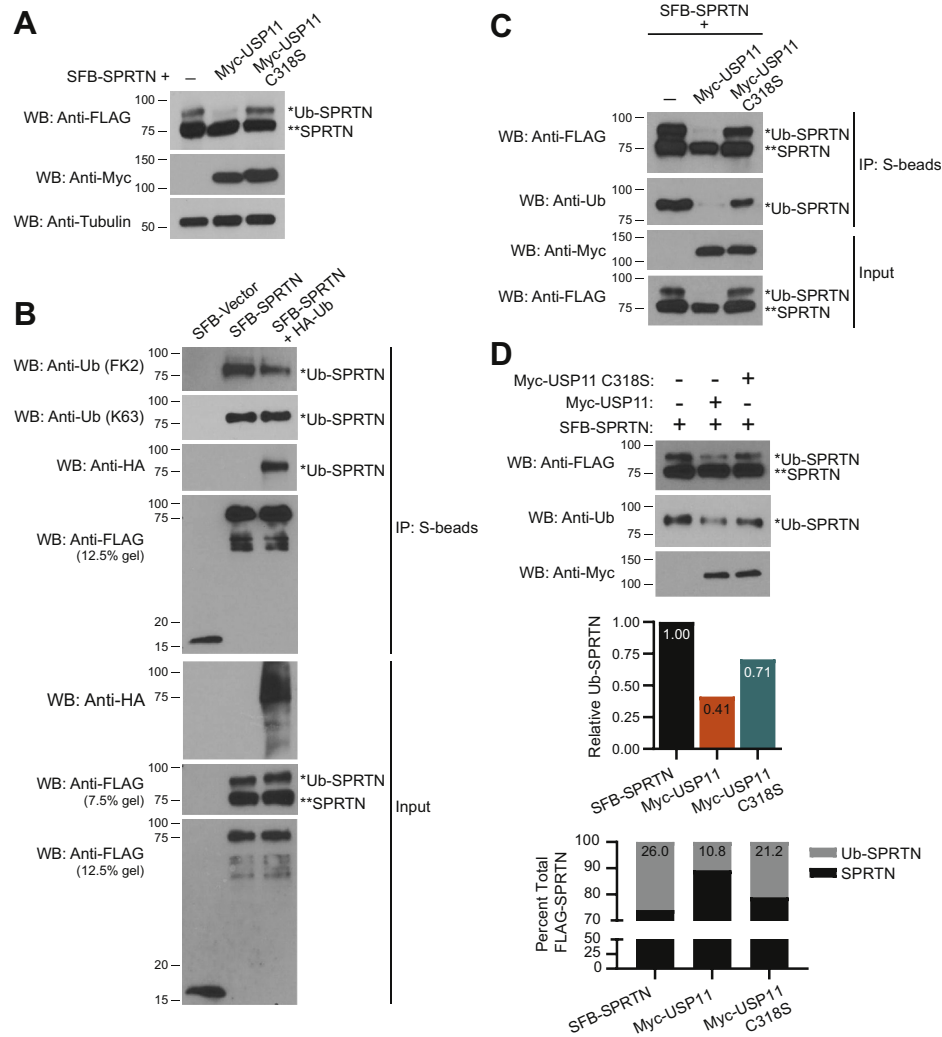 A
SFB-SPRTN +
–
Myc-USP11
Myc-USP11
C318S
WB: Anti-FLAG
100
75
*Ub-SPRTN
**SPRTN
WB: Anti-Myc
150
100
WB: Anti-Tubulin
50
B
SFB-Vector
SFB-SPRTN
SFB-SPRTN
+ HA-Ub
WB: Anti-Ub (FK2)
100
75
*Ub-SPRTN
WB: Anti-Ub (K63)
100
75
*Ub-SPRTN
WB: Anti-HA
100
75
*Ub-SPRTN
WB: Anti-FLAG
(12.5% gel)
100
75
20
15
IP: S-beads
WB: Anti-HA
100
75
WB: Anti-FLAG
(7.5% gel)
100
75
*Ub-SPRTN
**SPRTN
Input
WB: Anti-FLAG
(12.5% gel)
100
75
20
15
C
SFB-SPRTN
+
–
Myc-USP11
Myc-USP11
C318S
WB: Anti-FLAG
100
75
*Ub-SPRTN
**SPRTN
IP: S-beads
WB: Anti-Ub
100
75
*Ub-SPRTN
WB: Anti-Myc
150
100
Input
WB: Anti-FLAG
100
75
*Ub-SPRTN
**SPRTN
D
Myc-USP11 C318S: - - +
Myc-USP11: - + -
SFB-SPRTN: + + +
WB: Anti-FLAG
100
75
*Ub-SPRTN
**SPRTN
WB: Anti-Ub
100
75
*Ub-SPRTN
WB: Anti-Myc
150
100
Relative Ub-SPRTN
1.00
0.75
0.50
0.25
0.00
1.00
0.41
0.71
SFB-SPRTN
Myc-USP11
Myc-USP11
C318S
Percent Total
FLAG-SPRTN
100
90
80
70
50
25
0
26.0
10.8
21.2
Ub-SPRTN
SPRTN
SFB-SPRTN
Myc-USP11
Myc-USP11
C318S